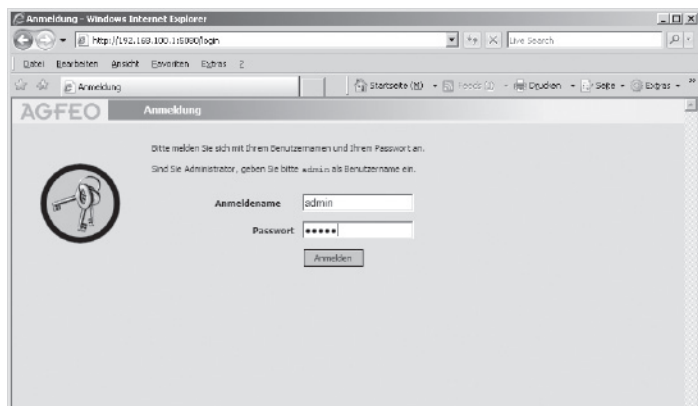 Anmeldung - Windows Internet Explorer
http://192.168.100.1:5080/login
Live Search
Datei Bearbeiten Ansicht Favoriten Extras ?
Anmeldung
Startseite (M) Feeds (J) Drucken Seite Extras
AGFEO Anmeldung
Bitte melden Sie sich mit Ihrem Benutzernamen und Ihrem Passwort an.
Sind Sie Administrator, geben Sie bitte admin als Benutzername ein.
Anmeldename admin
Passwort •••••
Anmelden